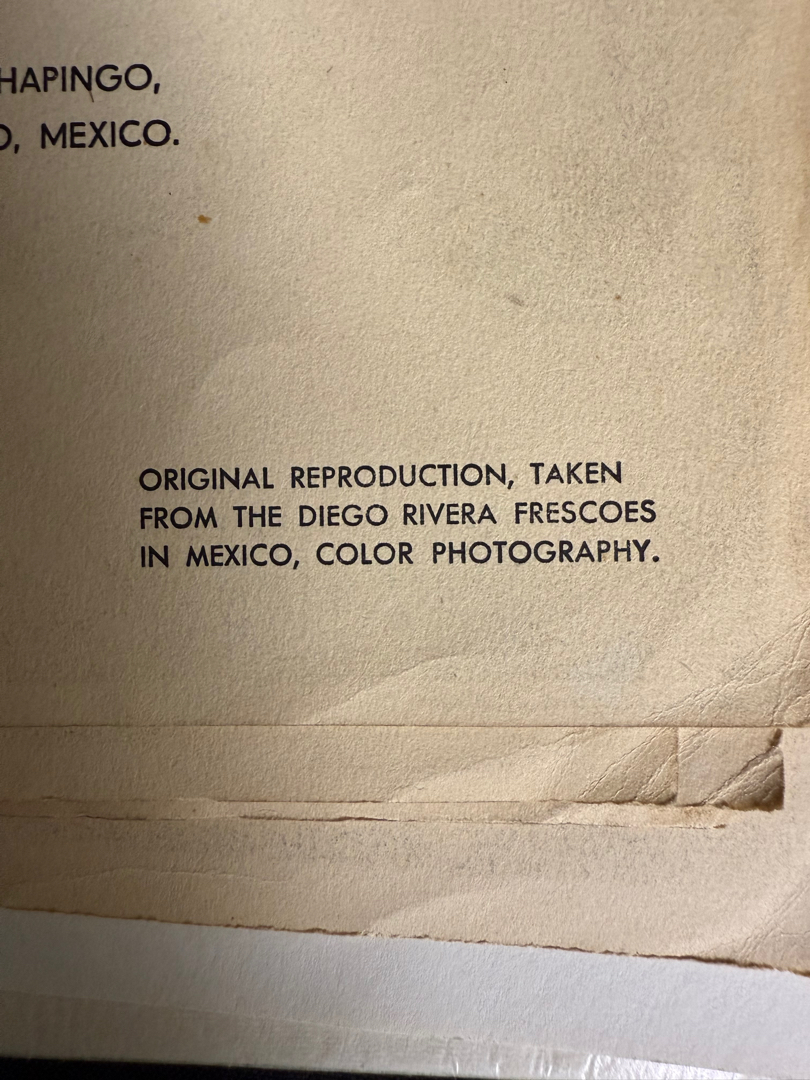 HAPINGO,
O, MEXICO.
ORIGINAL REPRODUCTION, TAKEN
FROM THE DIEGO RIVERA FRESCOES
IN MEXICO, COLOR PHOTOGRAPHY.